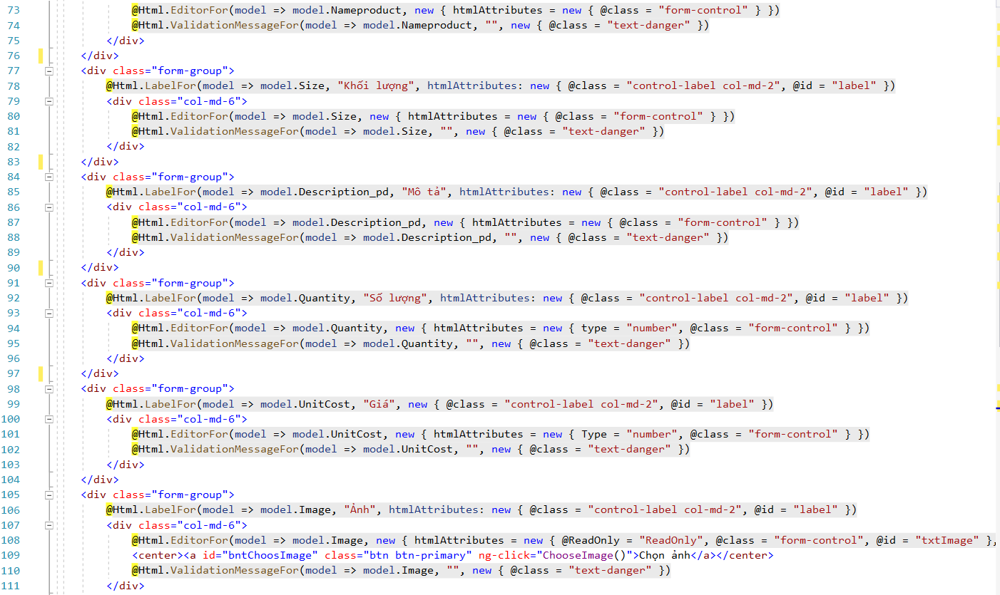 73 @Html.EditorFor(model => model.Nameproduct, new { htmlAttributes = new { @class = "form-control" } })
74 @Html.ValidationMessageFor(model => model.Nameproduct, "", new { @class = "text-danger" })
75 </div>
76 </div>
77 <div class="form-group">
78 @Html.LabelFor(model => model.Size, "Khối lượng", htmlAttributes: new { @class = "control-label col-md-2", @id = "label" })
79 <div class="col-md-6">
80 @Html.EditorFor(model => model.Size, new { htmlAttributes = new { @class = "form-control" } })
81 @Html.ValidationMessageFor(model => model.Size, "", new { @class = "text-danger" })
82 </div>
83 </div>
84 <div class="form-group">
85 @Html.LabelFor(model => model.Description_pd, "Mô tả", htmlAttributes: new { @class = "control-label col-md-2", @id = "label" })
86 <div class="col-md-6">
87 @Html.EditorFor(model => model.Description_pd, new { htmlAttributes = new { @class = "form-control" } })
88 @Html.ValidationMessageFor(model => model.Description_pd, "", new { @class = "text-danger" })
89 </div>
90 </div>
91 <div class="form-group">
92 @Html.LabelFor(model => model.Quantity, "Số lượng", htmlAttributes: new { @class = "control-label col-md-2", @id = "label" })
93 <div class="col-md-6">
94 @Html.EditorFor(model => model.Quantity, new { htmlAttributes = new { type = "number", @class = "form-control" } })
95 @Html.ValidationMessageFor(model => model.Quantity, "", new { @class = "text-danger" })
96 </div>
97 </div>
98 <div class="form-group">
99 @Html.LabelFor(model => model.UnitCost, "Giá", new { @class = "control-label col-md-2", @id = "label" })
100 <div class="col-md-6">
101 @Html.EditorFor(model => model.UnitCost, new { htmlAttributes = new { Type = "number", @class = "form-control" } })
102 @Html.ValidationMessageFor(model => model.UnitCost, "", new { @class = "text-danger" })
103 </div>
104 </div>
105 <div class="form-group">
106 @Html.LabelFor(model => model.Image, "Ảnh", htmlAttributes: new { @class = "control-label col-md-2", @id = "label" })
107 <div class="col-md-6">
108 @Html.EditorFor(model => model.Image, new { htmlAttributes = new { @ReadOnly = "ReadOnly", @class = "form-control", @id = "txtImage" },
109 <center><a id="bntChoosImage" class="btn btn-primary" ng-click="ChooseImage()">Chọn ảnh</a></center>
110 @Html.ValidationMessageFor(model => model.Image, "", new { @class = "text-danger" })
111 </div>